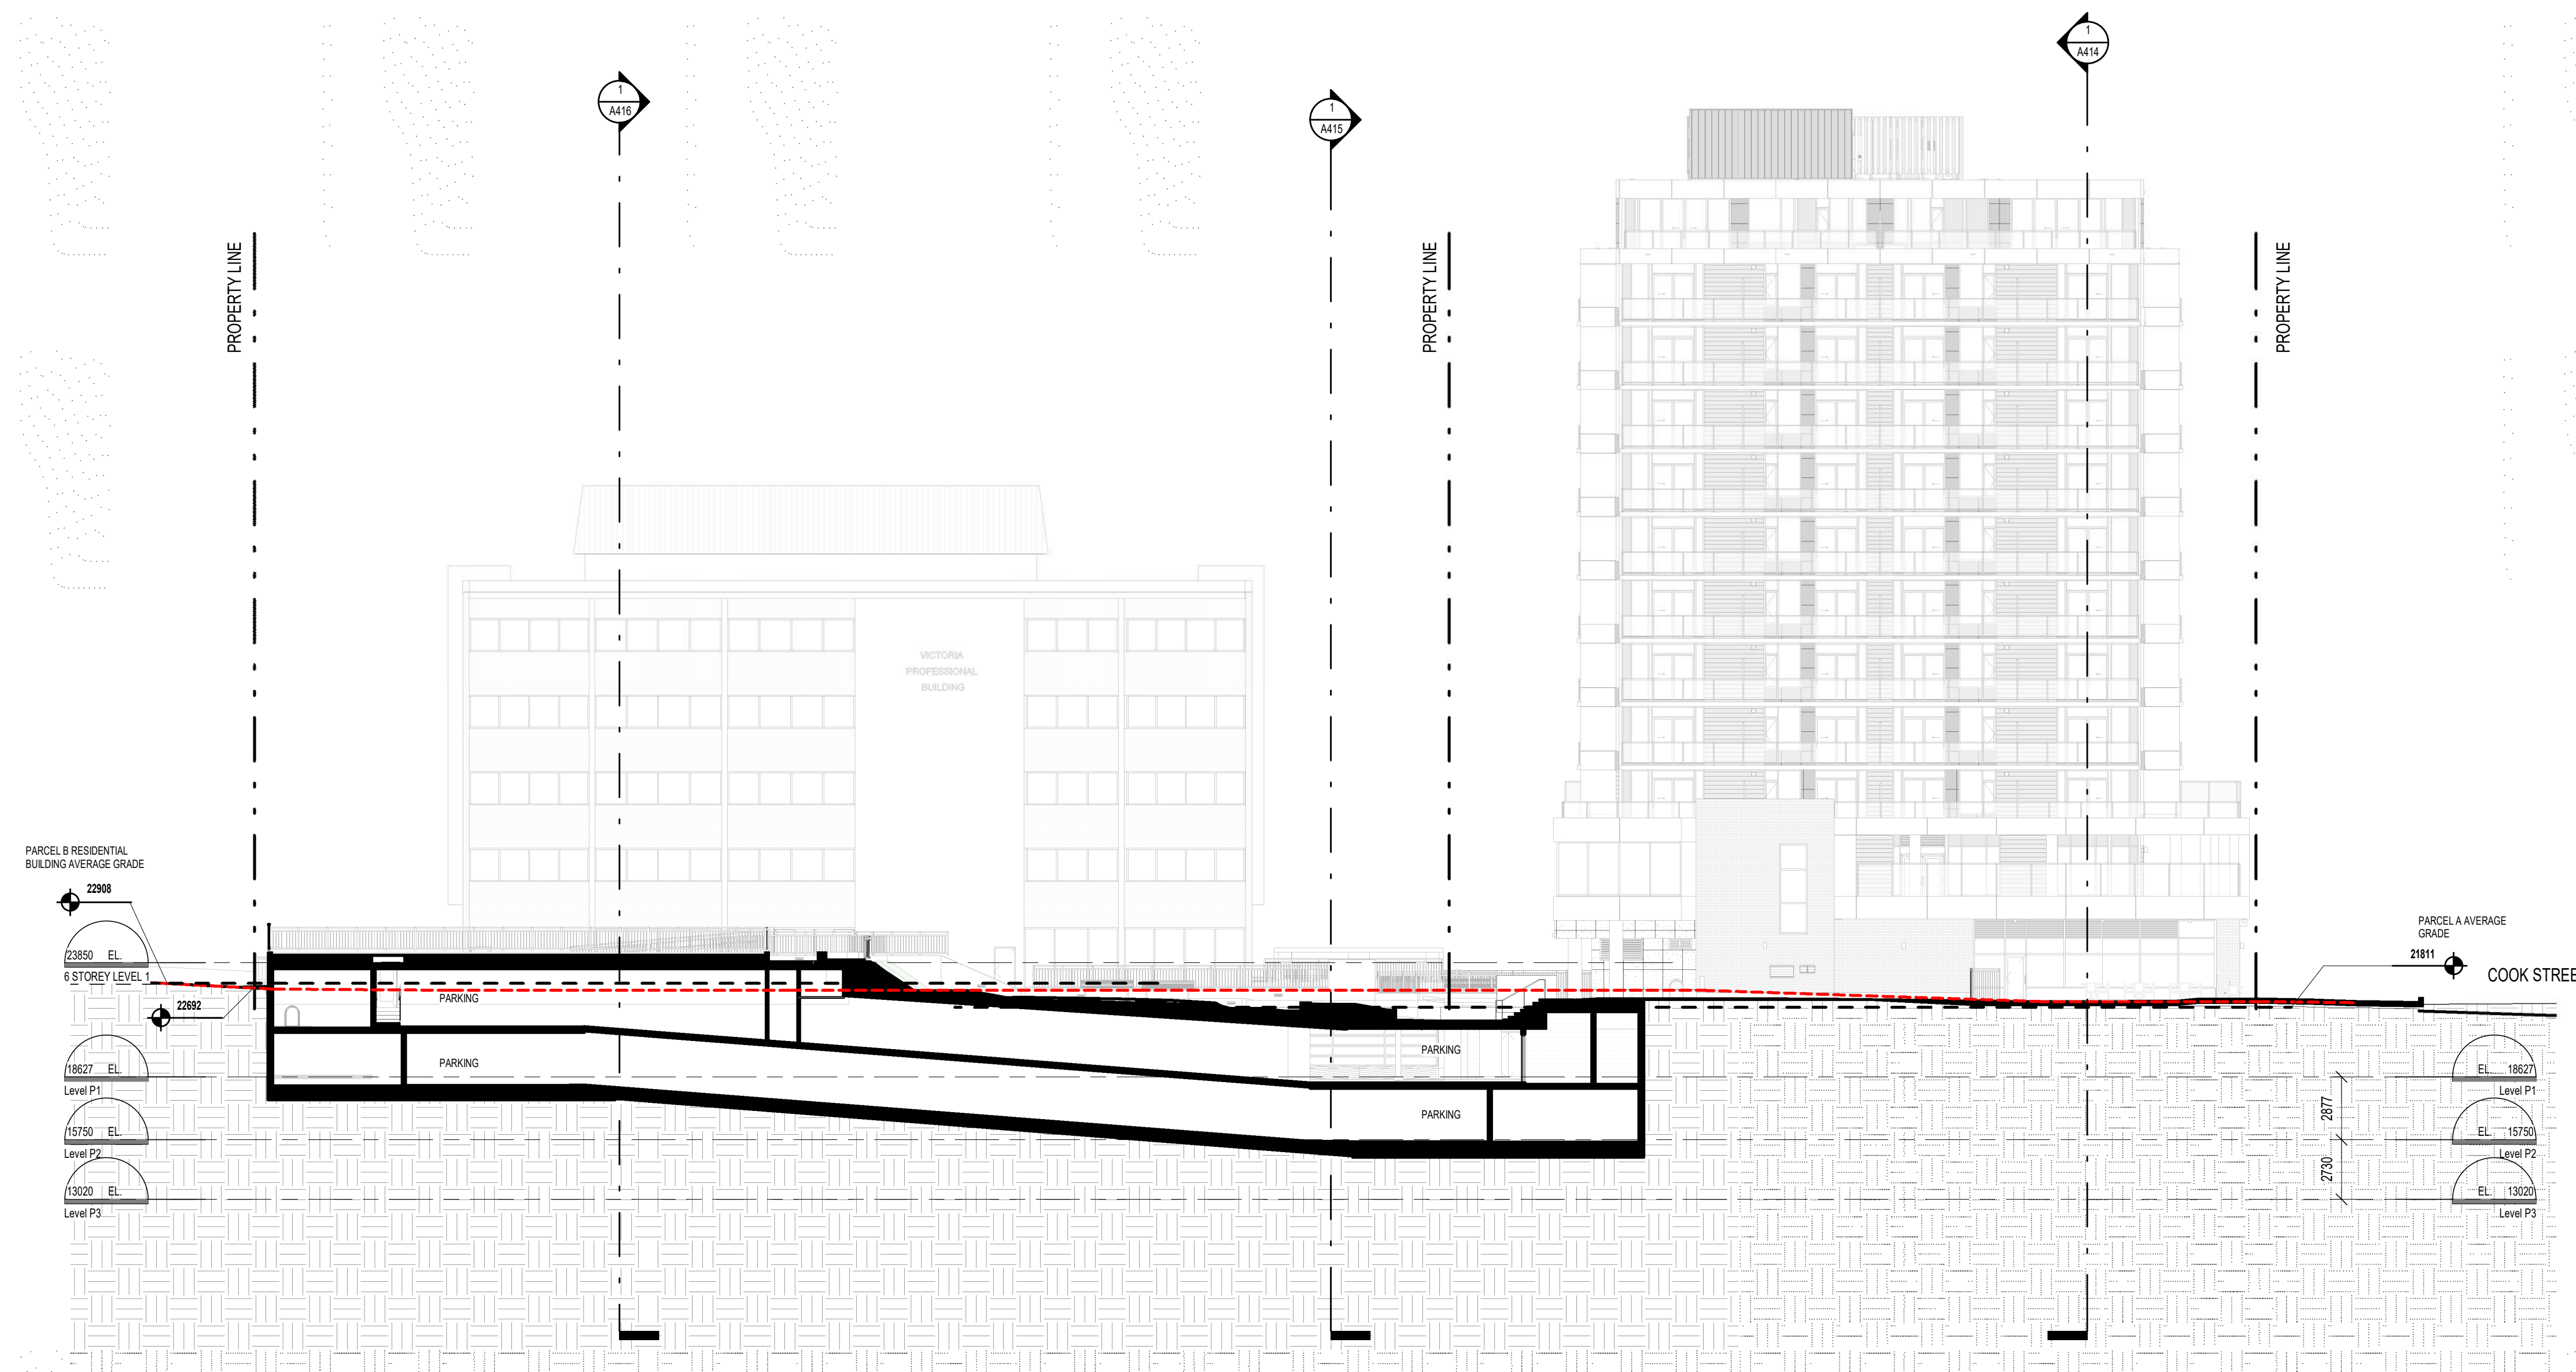 1
A414
1
A416
1
A415
PROPERTY LINE
PROPERTY LINE
PROPERTY LINE
VICTORIA
PROFESSIONAL
BUILDING
PARCEL B RESIDENTIAL
BUILDING AVERAGE GRADE
22908
23850 EL.
6 STOREY LEVEL 1
22692
18627 EL.
Level P1
15750 EL.
Level P2
13020 EL.
Level P3
PARKING
PARKING
PARKING
PARKING
PARCEL A AVERAGE
GRADE
21811
COOK STREE
EL. 18627
Level P1
2877
EL. 15750
Level P2
2730
EL. 13020
Level P3